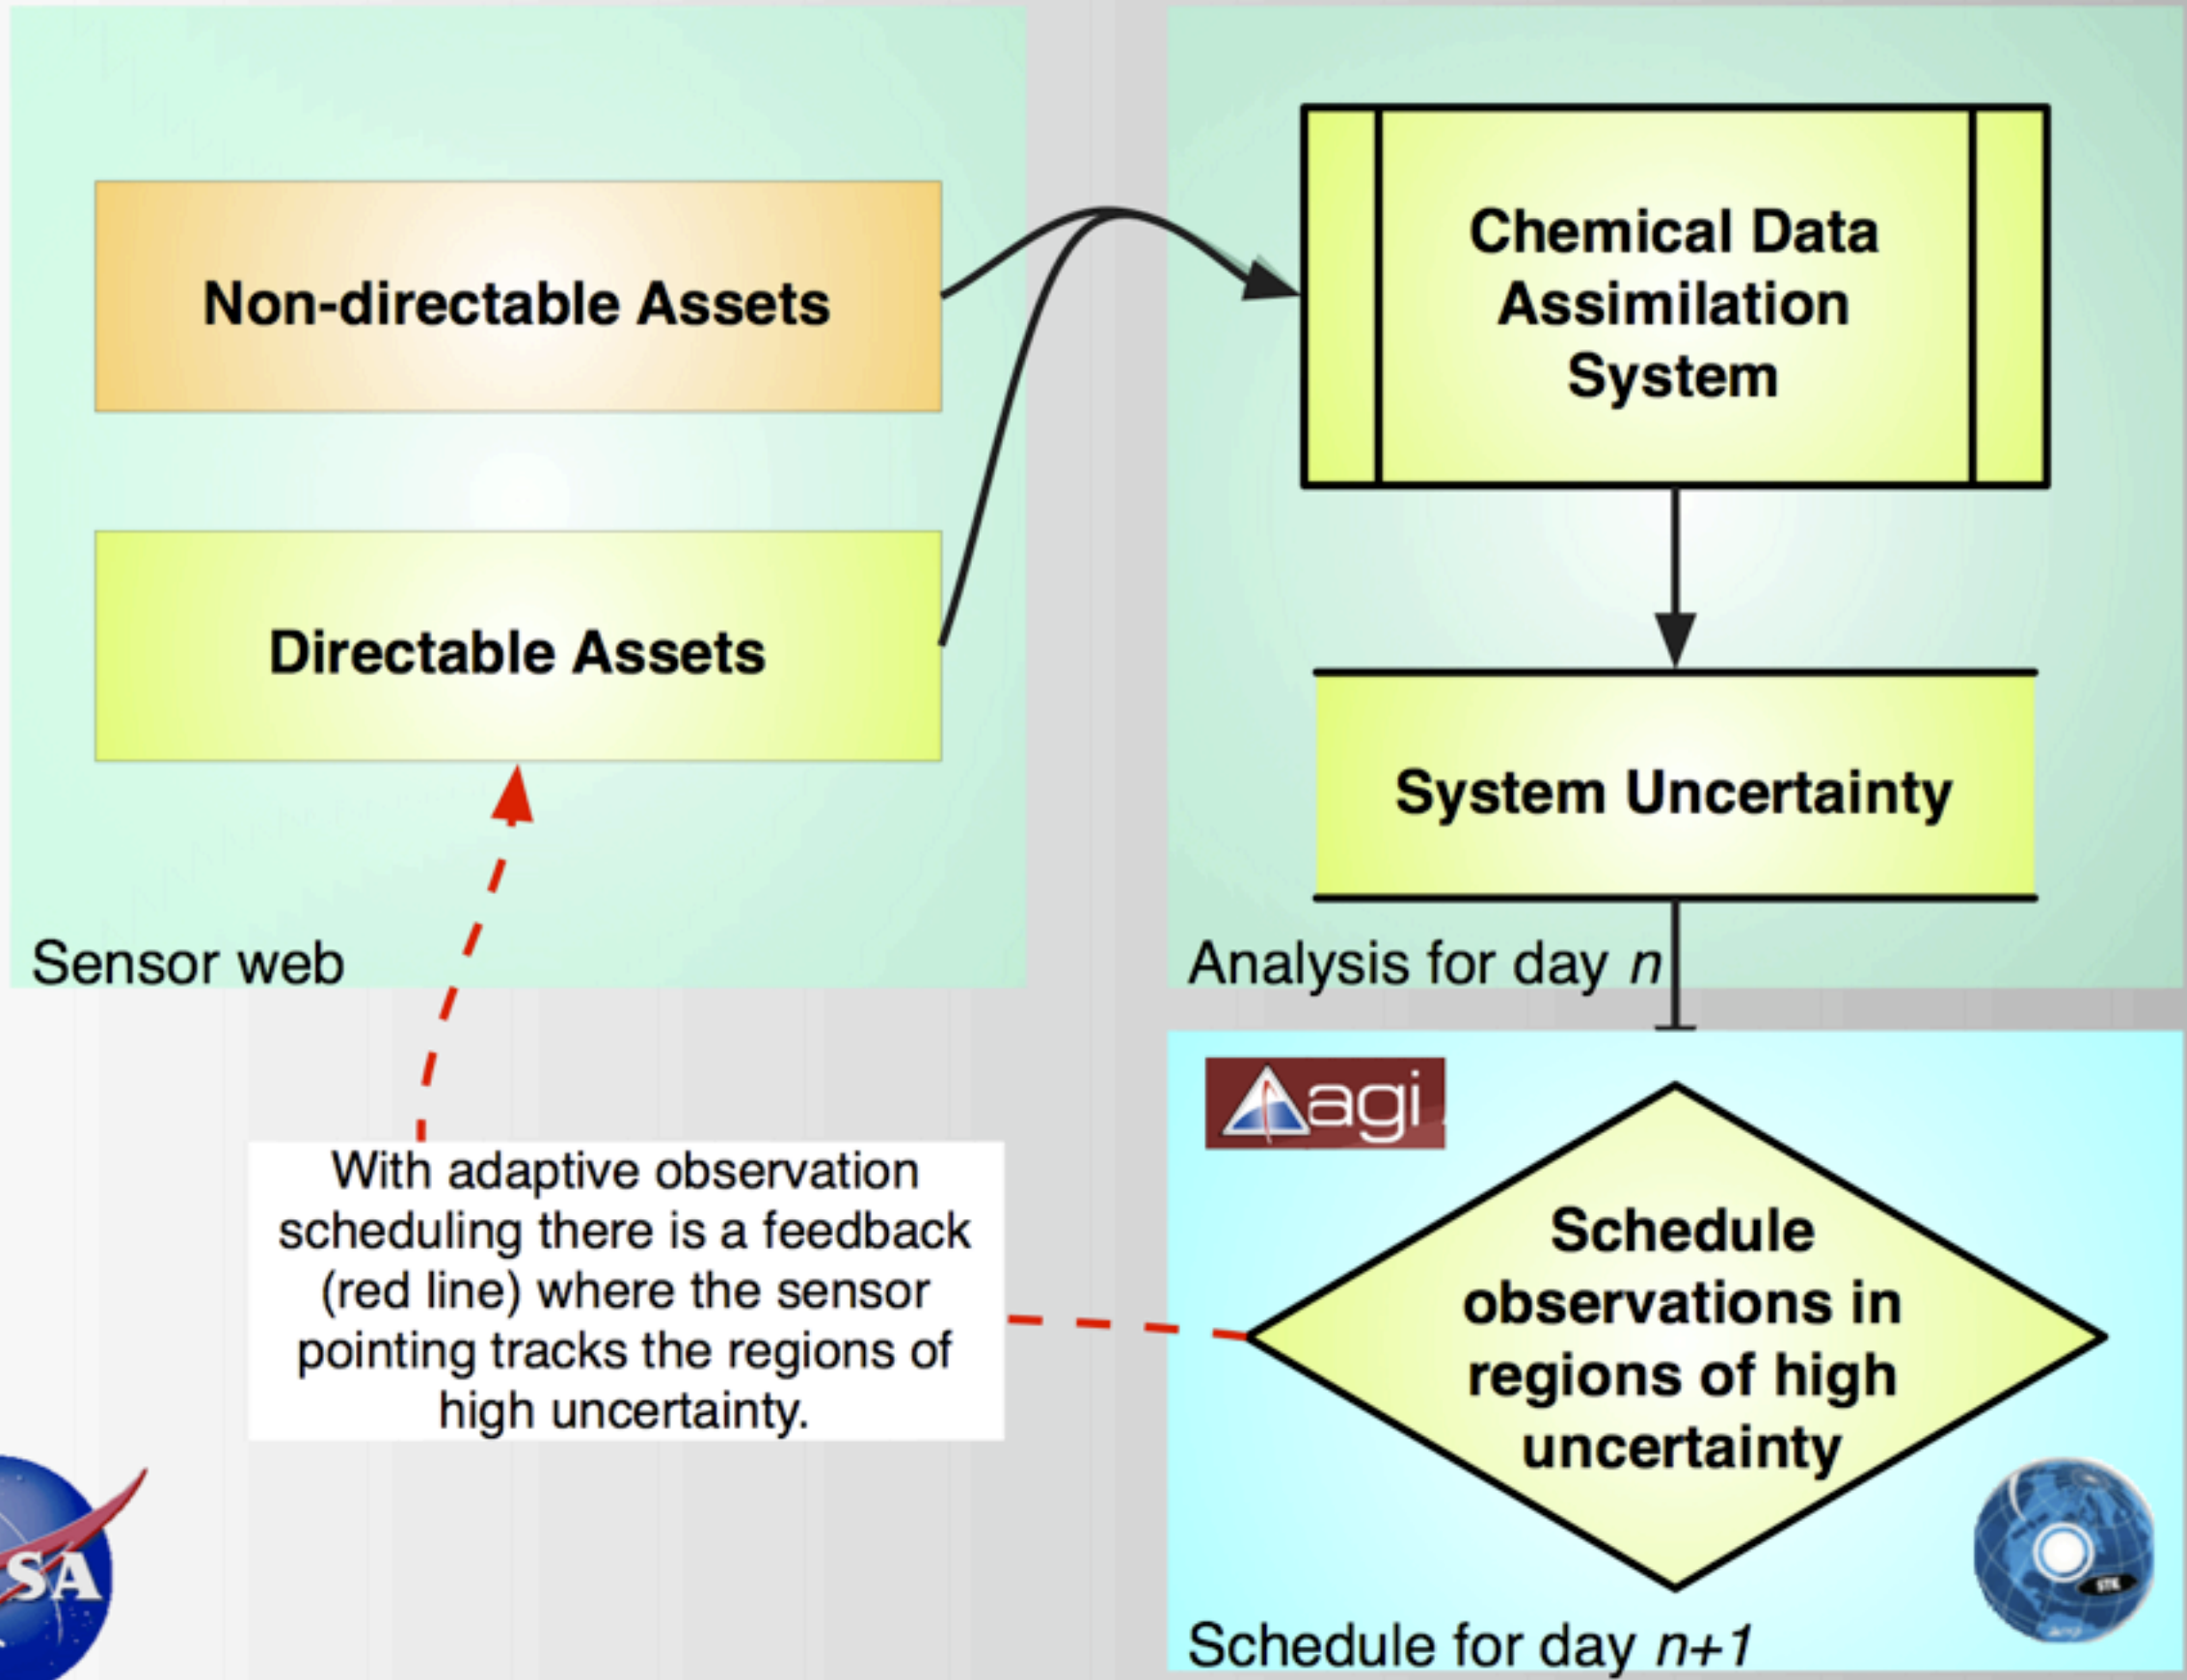 Non-directable Assets
Directable Assets
Sensor web
Chemical Data
Assimilation
System
System Uncertainty
Analysis for day n
With adaptive observation
scheduling there is a feedback
(red line) where the sensor
pointing tracks the regions of
high uncertainty.
agi
Schedule
observations in
regions of high
uncertainty
STK
Schedule for day n+1
SA